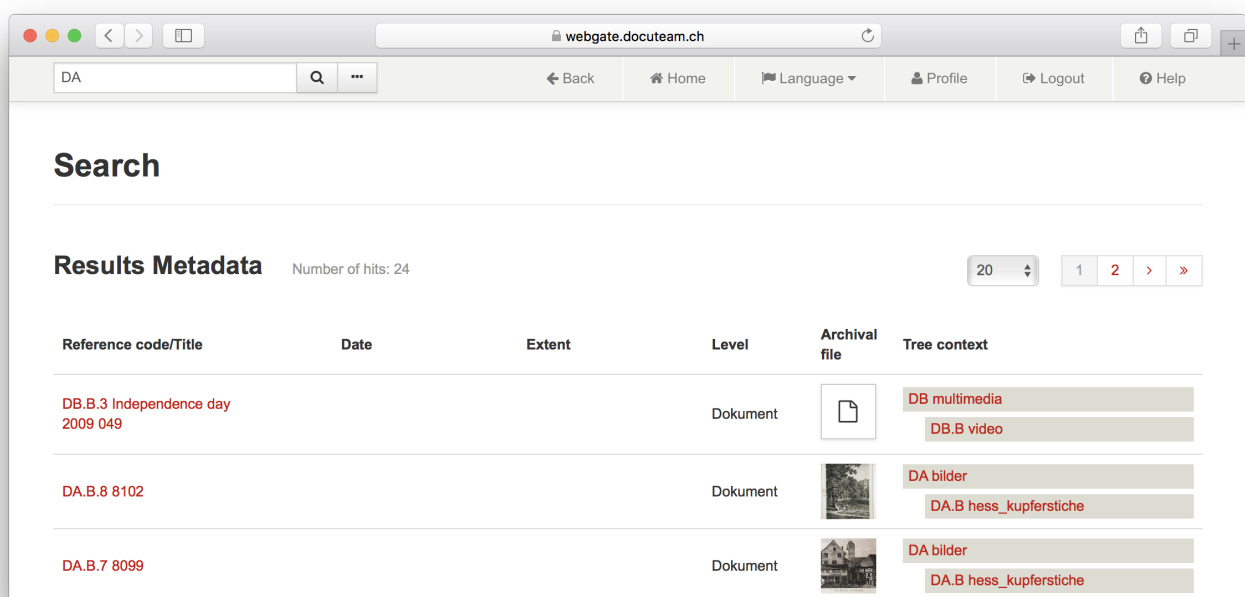 webgate.docuteam.ch
DA
Back
Home
Language
Profile
Logout
Help
Search
Results Metadata
Number of hits: 24
20
1
2
›
»
Reference code/Title
Date
Extent
Level
Archival
file
Tree context
DB.B.3 Independence day
2009 049
Dokument
DB multimedia
DB.B video
DA.B.8 8102
Dokument
DA bilder
DA.B hess_kupferstiche
DA.B.7 8099
Dokument
DA bilder
DA.B hess_kupferstiche